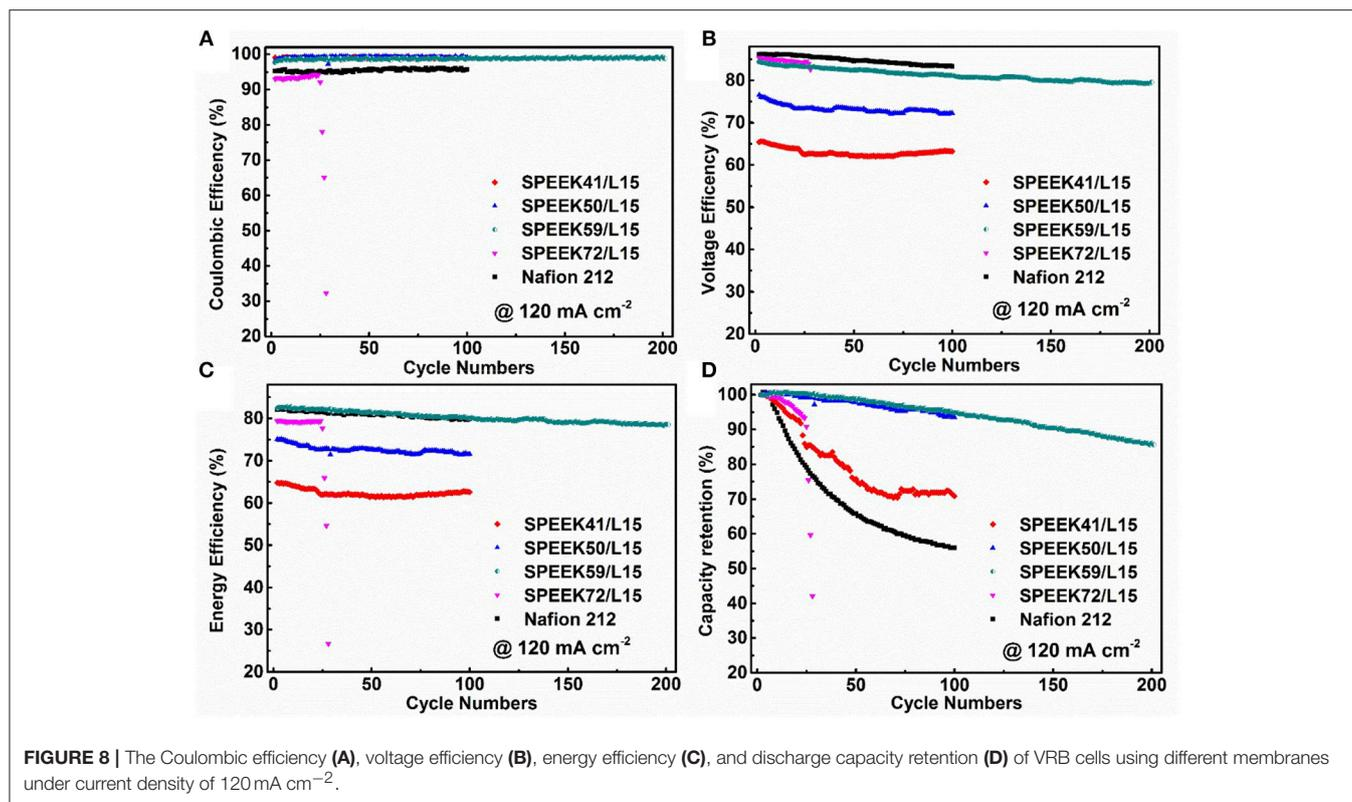 A
Coulombic Efficency (%)
100
90
80
70
60
50
40
30
20
SPEEK41/L15
SPEEK50/L15
SPEEK59/L15
SPEEK72/L15
Nafion 212
@ 120 mA cm-2
0 50 100 150 200
Cycle Numbers
B
Voltage Efficency (%)
80
70
60
50
40
30
20
SPEEK41/L15
SPEEK50/L15
SPEEK59/L15
SPEEK72/L15
Nafion 212
@ 120 mA cm-2
0 50 100 150 200
Cycle Numbers
C
Energy Efficiency (%)
80
70
60
50
40
30
20
SPEEK41/L15
SPEEK50/L15
SPEEK59/L15
SPEEK72/L15
Nafion 212
@ 120 mA cm-2
0 50 100 150 200
Cycle Numbers
D
Capacity retention (%)
100
90
80
70
60
50
40
30
20
SPEEK41/L15
SPEEK50/L15
SPEEK59/L15
SPEEK72/L15
Nafion 212
@ 120 mA cm-2
0 50 100 150 200
Cycle Numbers
FIGURE 8 | The Coulombic efficiency (A), voltage efficiency (B), energy efficiency (C), and discharge capacity retention (D) of VRB cells using different membranes
under current density of 120 mA cm−2.